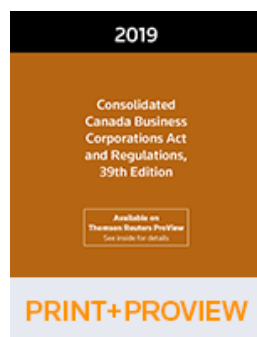 2019
Consolidated
Canada Business
Corporations Act
and Regulations,
39th Edition
Available on
Thomson Reuters ProView
See inside for details
PRINT+PROVIEW